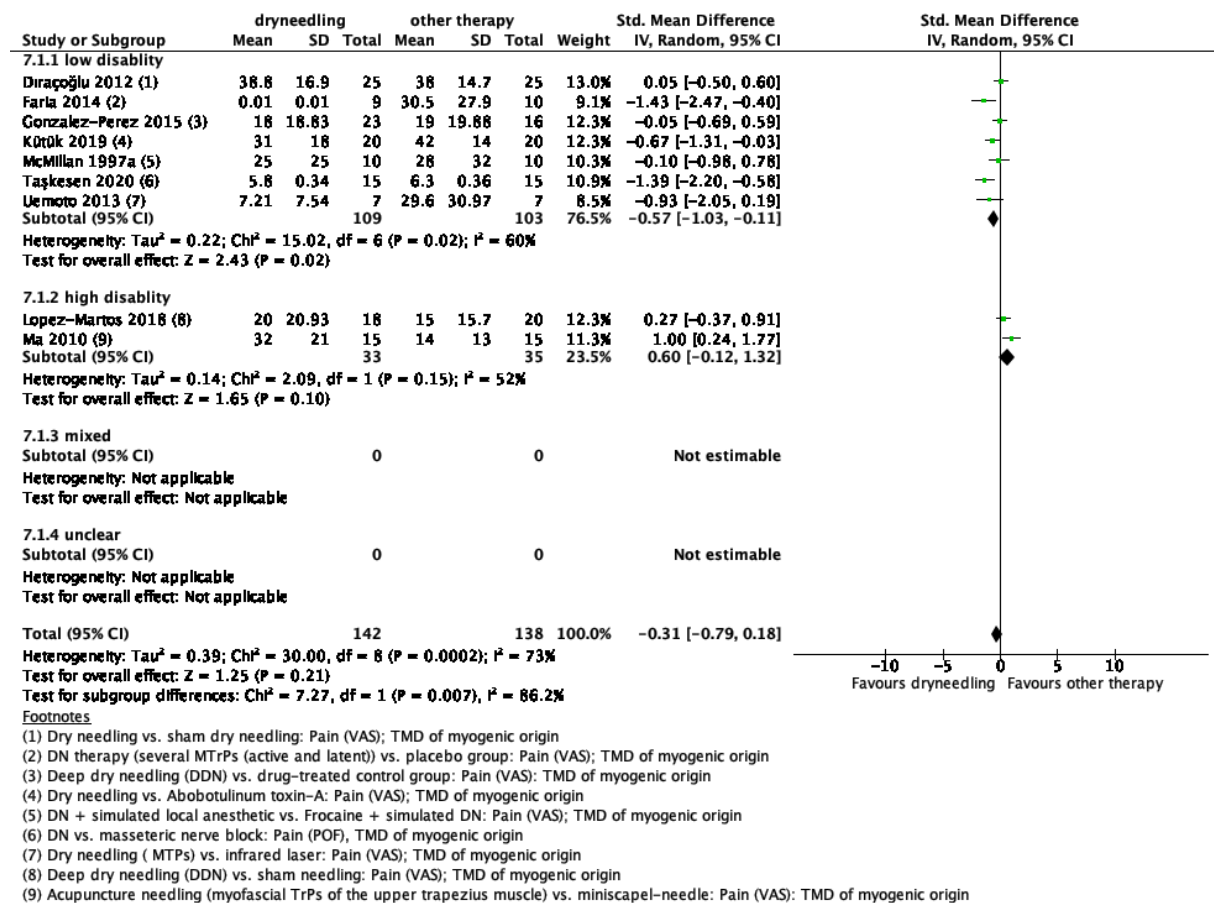 dryneedling other therapy Std. Mean Difference Std. Mean Difference
Study or Subgroup Mean SD Total Mean SD Total Weight IV, Random, 95% CI IV, Random, 95% CI
7.1.1 low disablity
Dıraçoğlu 2012 (1) 38.8 16.9 25 38 14.7 25 13.0% 0.05 [−0.50, 0.60]
Farla 2014 (2) 0.01 0.01 9 30.5 27.9 10 9.1% −1.43 [−2.47, −0.40]
Gonzalez−Perez 2015 (3) 18 18.83 23 19 19.88 16 12.3% −0.05 [−0.69, 0.59]
Kütük 2019 (4) 31 18 20 42 14 20 12.3% −0.67 [−1.31, −0.03]
McMillan 1997a (5) 25 25 10 28 32 10 10.3% −0.10 [−0.98, 0.78]
Taşkesen 2020 (6) 5.8 0.34 15 6.3 0.36 15 10.9% −1.39 [−2.20, −0.58]
Uemoto 2013 (7) 7.21 7.54 7 29.6 30.97 7 8.5% −0.93 [−2.05, 0.19]
Subtotal (95% CI) 109 103 76.5% −0.57 [−1.03, −0.11]
Heterogeneity: Tau² = 0.22; Chi² = 15.02, df = 6 (P = 0.02); I² = 60%
Test for overall effect: Z = 2.43 (P = 0.02)
7.1.2 high disablity
Lopez−Martos 2018 (8) 20 20.93 18 15 15.7 20 12.3% 0.27 [−0.37, 0.91]
Ma 2010 (9) 32 21 15 14 13 15 11.3% 1.00 [0.24, 1.77]
Subtotal (95% CI) 33 35 23.5% 0.60 [−0.12, 1.32]
Heterogeneity: Tau² = 0.14; Chi² = 2.09, df = 1 (P = 0.15); I² = 52%
Test for overall effect: Z = 1.65 (P = 0.10)
7.1.3 mixed
Subtotal (95% CI) 0 0 Not estimable
Heterogeneity: Not applicable
Test for overall effect: Not applicable
7.1.4 unclear
Subtotal (95% CI) 0 0 Not estimable
Heterogeneity: Not applicable
Test for overall effect: Not applicable
Total (95% CI) 142 138 100.0% −0.31 [−0.79, 0.18]
Heterogeneity: Tau² = 0.39; Chi² = 30.00, df = 8 (P = 0.0002); I² = 73%
Test for overall effect: Z = 1.25 (P = 0.21)
Test for subgroup differences: Chi² = 7.27, df = 1 (P = 0.007), I² = 86.2%
−10 −5 0 5 10
Favours dryneedling Favours other therapy
Footnotes
(1) Dry needling vs. sham dry needling: Pain (VAS); TMD of myogenic origin
(2) DN therapy (several MTrPs (active and latent)) vs. placebo group: Pain (VAS); TMD of myogenic origin
(3) Deep dry needling (DDN) vs. drug−treated control group: Pain (VAS): TMD of myogenic origin
(4) Dry needling vs. Abobotulinum toxin−A: Pain (VAS); TMD of myogenic origin
(5) DN + simulated local anesthetic vs. Frocaine + simulated DN: Pain (VAS); TMD of myogenic origin
(6) DN vs. masseteric nerve block: Pain (POF), TMD of myogenic origin
(7) Dry needling ( MTPs) vs. infrared laser: Pain (VAS); TMD of myogenic origin
(8) Deep dry needling (DDN) vs. sham needling: Pain (VAS); TMD of myogenic origin
(9) Acupuncture needling (myofascial TrPs of the upper trapezius muscle) vs. miniscapel−needle: Pain (VAS): TMD of myogenic origin